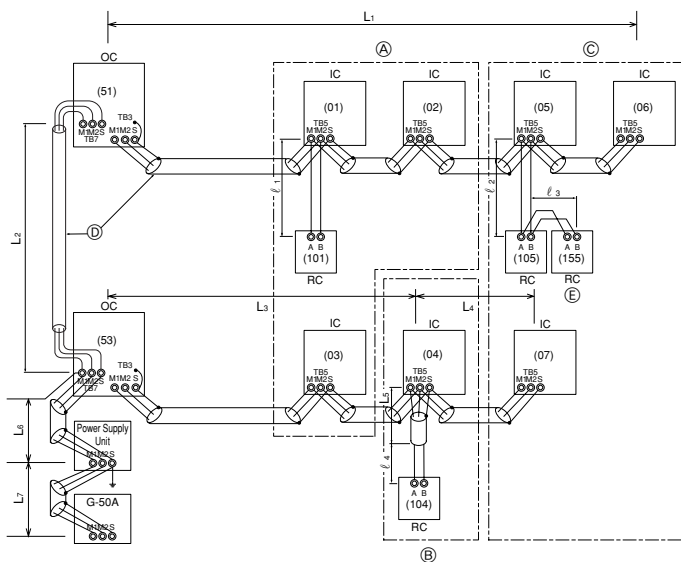 L1
A
C
OC
IC
IC
IC
IC
(51)
(01)
(02)
(05)
(06)
TB3
TB5
TB5
TB5
TB5
M1M2S
M1M2S
M1M2S
M1M2S
M1M2S
M1M2S
TB7
ℓ1
ℓ2
ℓ3
L2
D
A B
A B
A B
(101)
(105)
(155)
RC
RC
RC
E
OC
L3
L4
IC
IC
IC
(53)
(03)
(04)
(07)
TB3
TB5
TB5
TB5
M1M2S
M1M2S
M1M2S
M1M2S
M1M2S
TB7
L5
L6
Power Supply
Unit
M1M2S
ℓ4
L7
G-50A
A B
(104)
M1M2S
RC
B